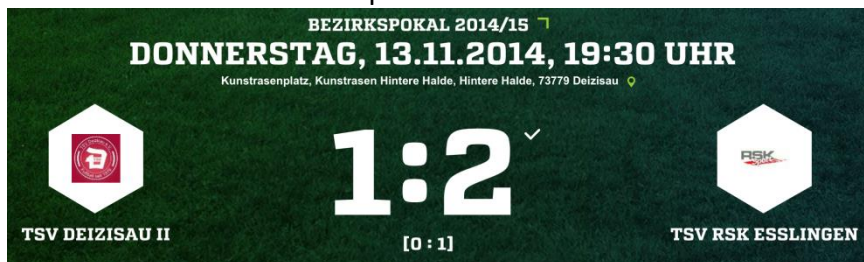 BEZIRKSPOKAL 2014/15
DONNERSTAG, 13.11.2014, 19:30 UHR
Kunstrasenplatz, Kunstrasen Hintere Halde, Hintere Halde, 73779 Deizisau
1:2
RSK
TSV DEIZISAU II
[0 : 1]
TSV RSK ESSLINGEN